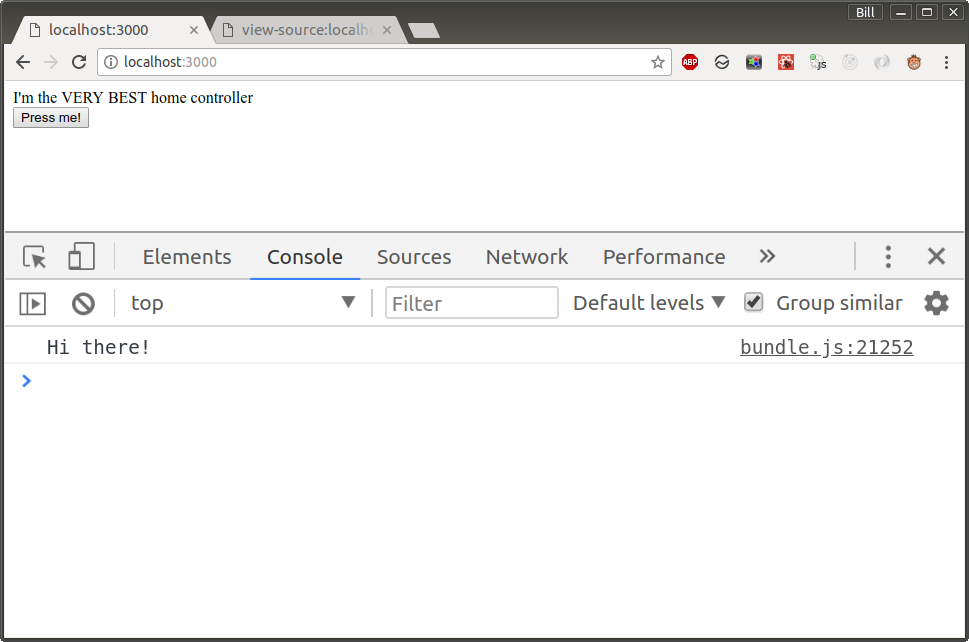 Bill
localhost:3000
view-source:localh
localhost:3000
ABP
JS
I'm the VERY BEST home controller
Press me!
Elements Console Sources Network Performance
top Filter Default levels Group similar
Hi there! bundle.js:21252